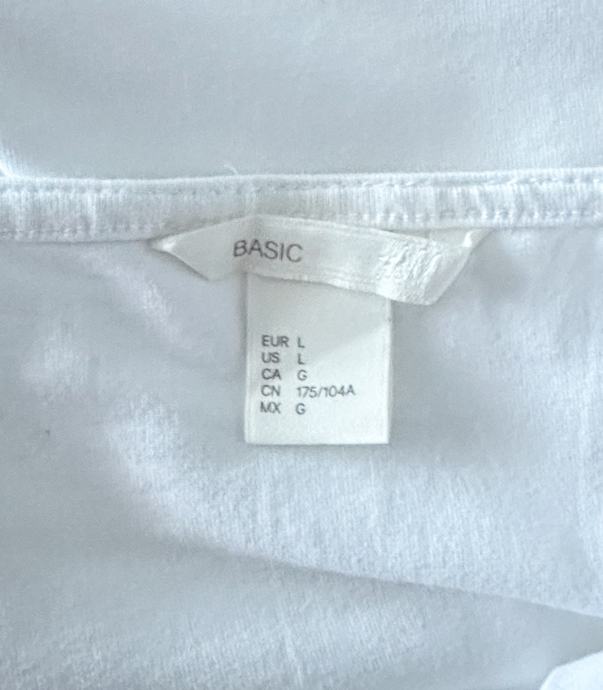 BASIC
EUR L
US L
CA G
CN 175/104A
MX G